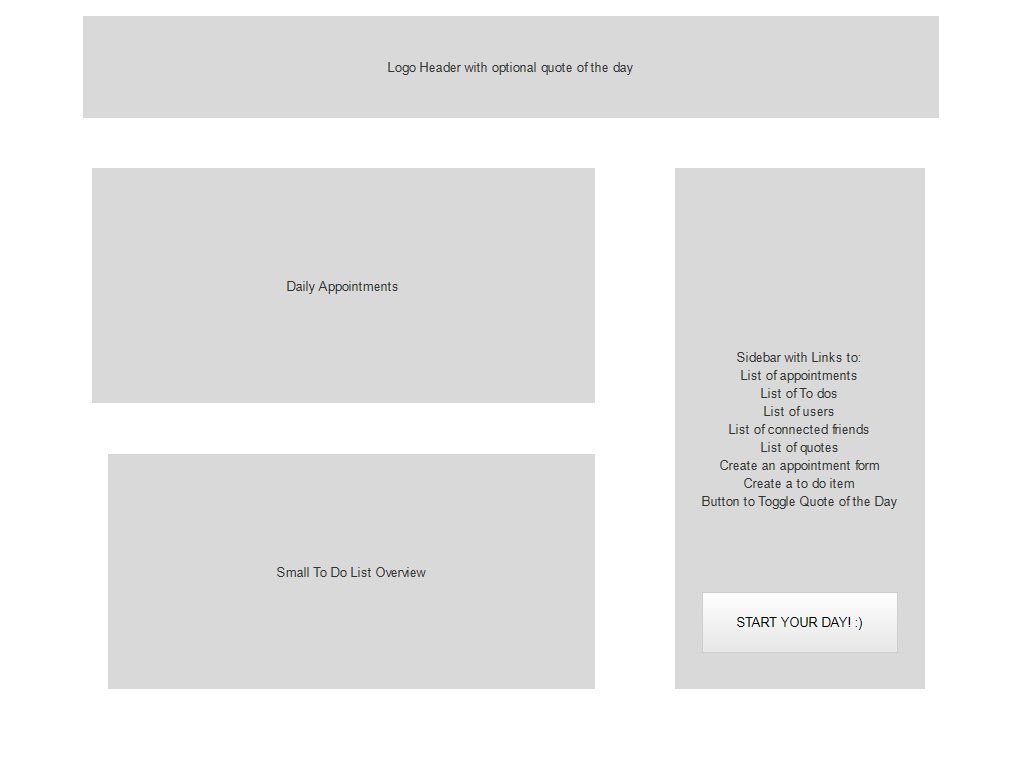 Logo Header with optional quote of the day
Daily Appointments
Small To Do List Overview
Sidebar with Links to:
List of appointments
List of To dos
List of users
List of connected friends
List of quotes
Create an appointment form
Create a to do item
Button to Toggle Quote of the Day
START YOUR DAY! :)